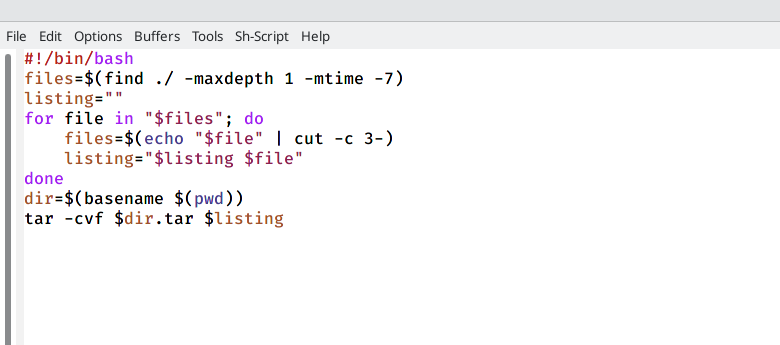 File Edit Options Buffers Tools Sh-Script Help
#!/bin/bash
files=$(find ./ -maxdepth 1 -mtime -7)
listing=""
for file in "$files"; do
    files=$(echo "$file" | cut -c 3-)
    listing="$listing $file"
done
dir=$(basename $(pwd))
tar -cvf $dir.tar $listing